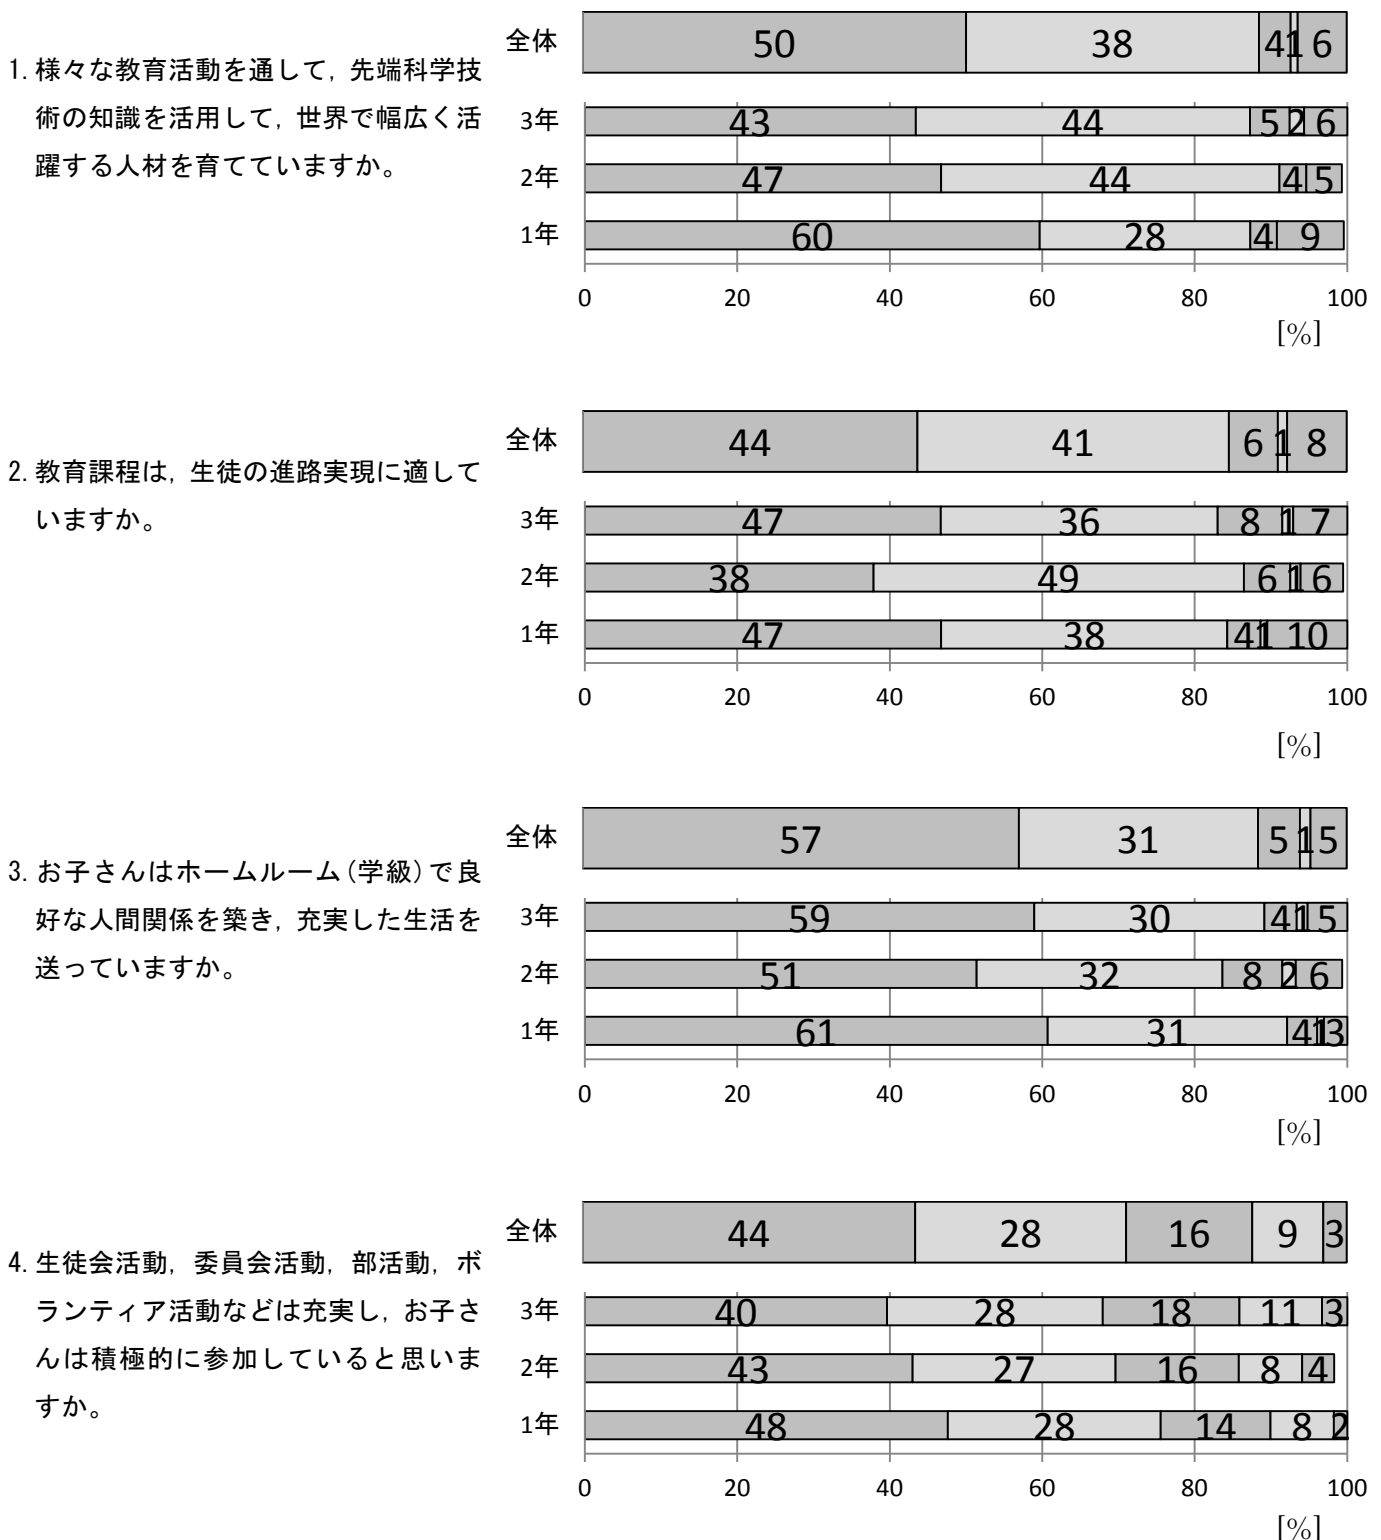 1. 様々な教育活動を通して, 先端科学技
術の知識を活用して, 世界で幅広く活
躍する人材を育てていますか。
全体 50 38 4 1 6
3年 43 44 5 2 6
2年 47 44 4 5
1年 60 28 4 9
0 20 40 60 80 100
[%]
2. 教育課程は, 生徒の進路実現に適して
いますか。
全体 44 41 6 1 8
3年 47 36 8 1 7
2年 38 49 6 1 6
1年 47 38 4 1 10
0 20 40 60 80 100
[%]
3. お子さんはホームルーム(学級)で良
好な人間関係を築き, 充実した生活を
送っていますか。
全体 57 31 5 1 5
3年 59 30 4 1 5
2年 51 32 8 2 6
1年 61 31 4 1 3
0 20 40 60 80 100
[%]
4. 生徒会活動, 委員会活動, 部活動, ボ
ランティア活動などは充実し, お子さ
んは積極的に参加していると思いま
すか。
全体 44 28 16 9 3
3年 40 28 18 11 3
2年 43 27 16 8 4
1年 48 28 14 8 2
0 20 40 60 80 100
[%]